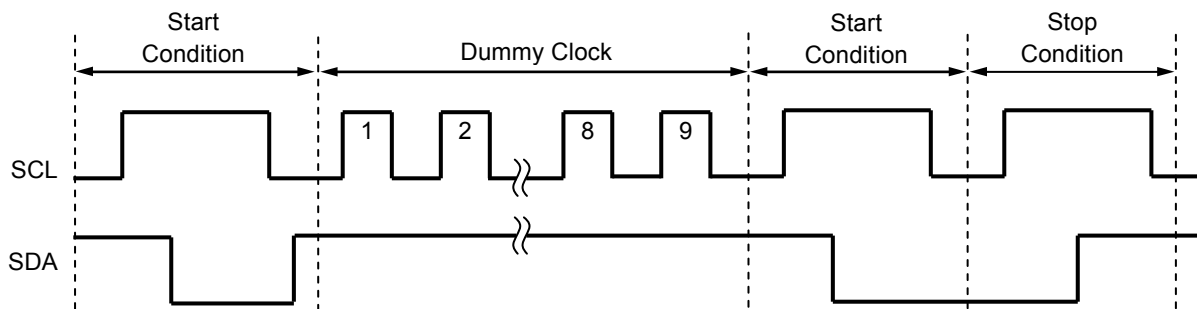 Start
Condition
Dummy Clock
Start
Condition
Stop
Condition
1 2 8 9
SCL
SDA